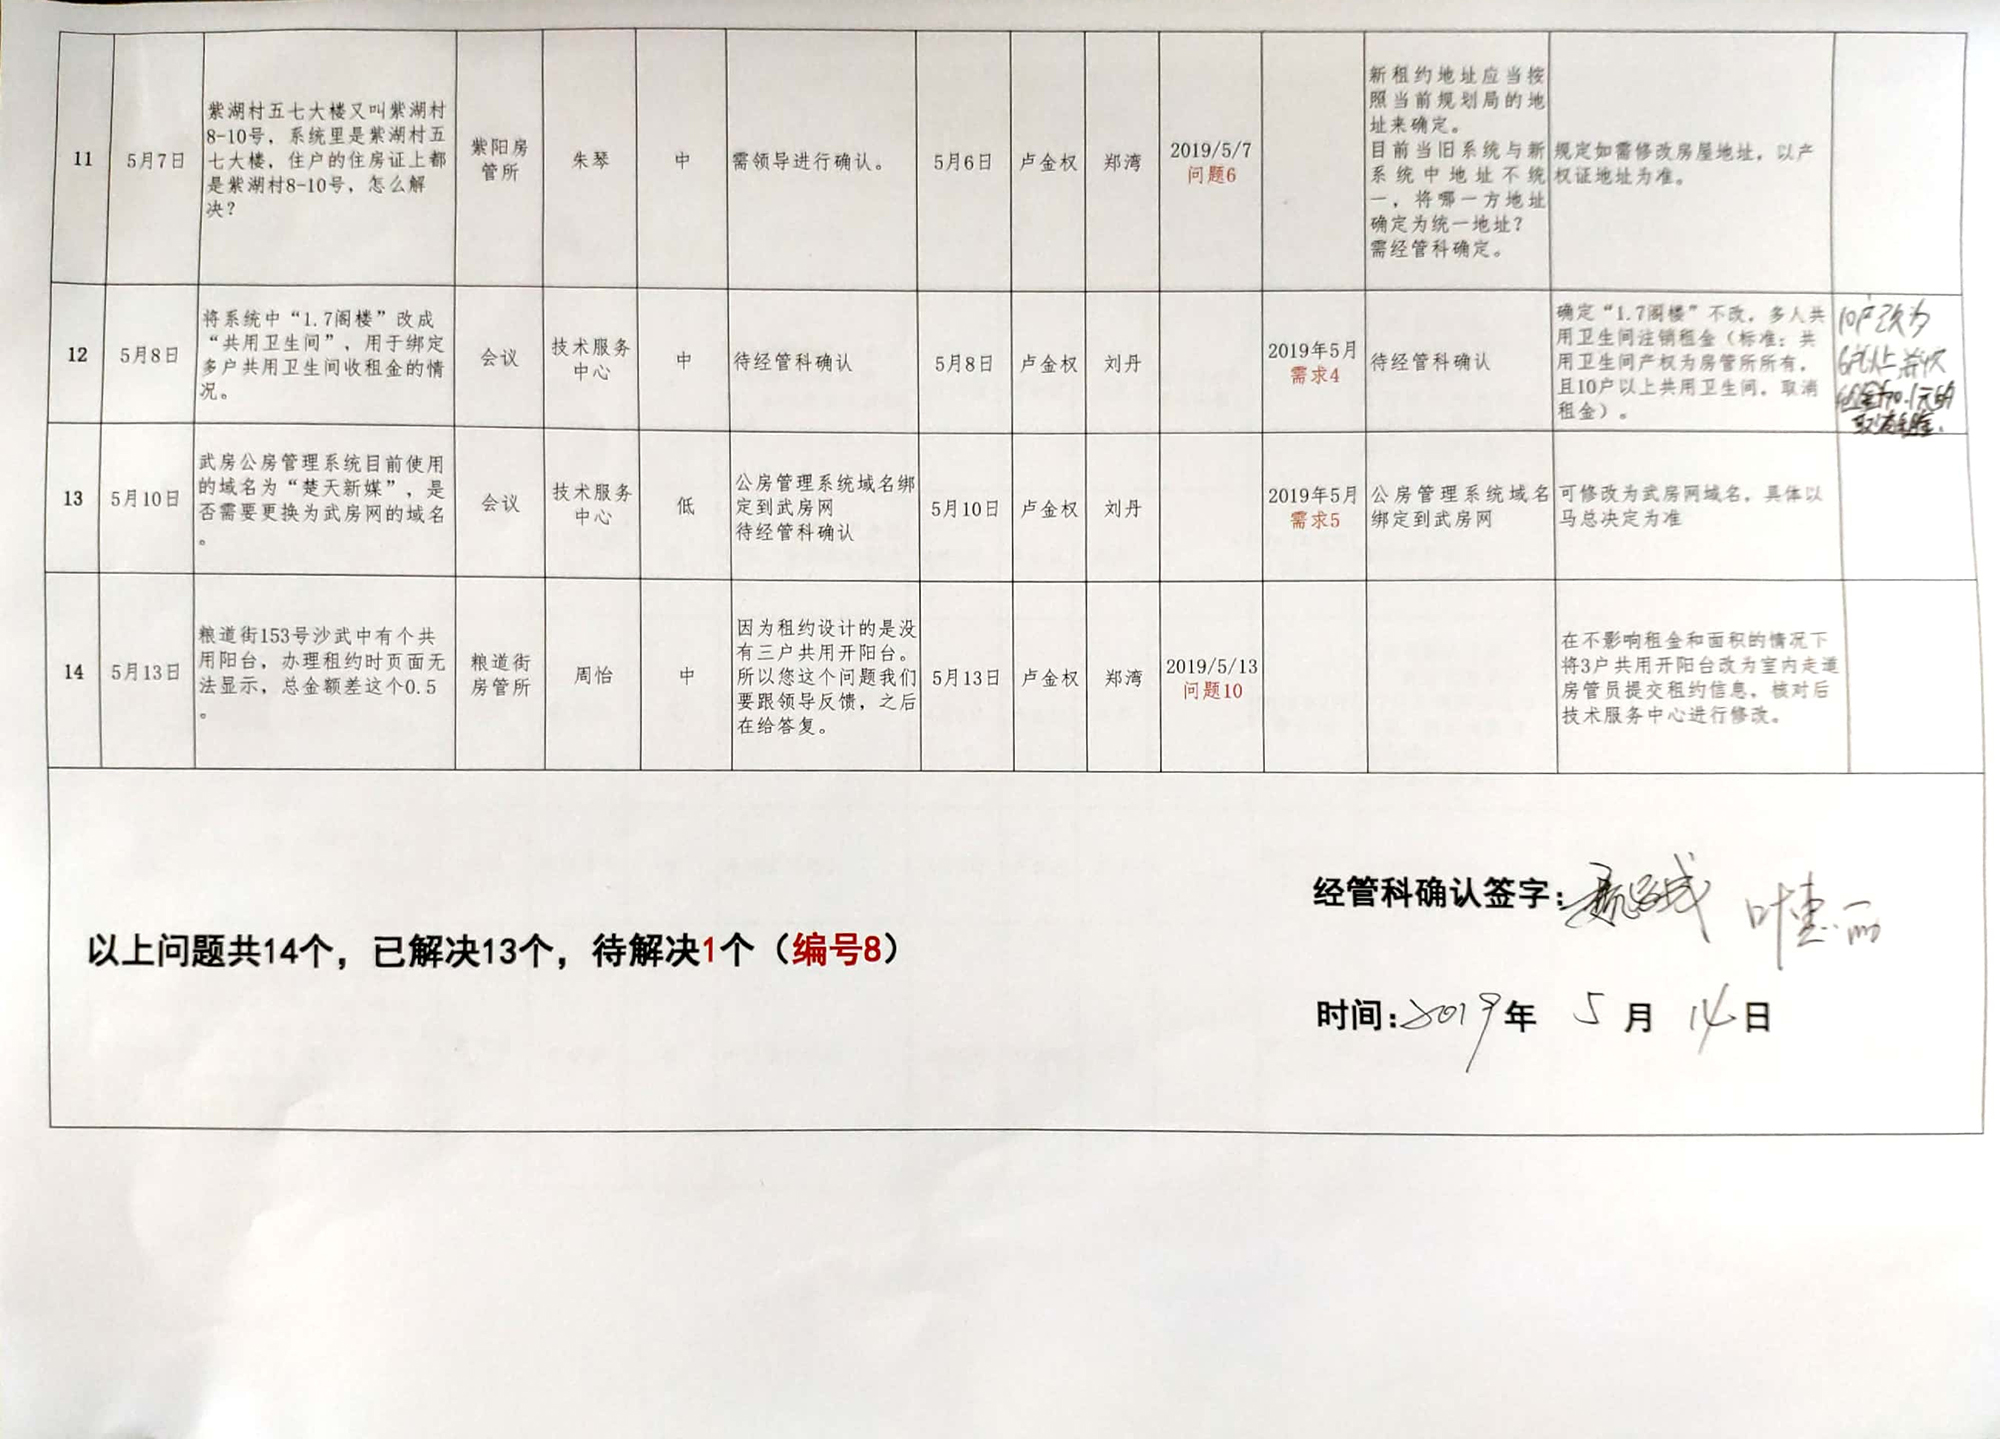 11
5月7日
紫湖村五七大楼又叫紫湖村
8-10号，系统里是紫湖村五
七大楼，住户的住房证上都
是紫湖村8-10号，怎么解
决？
紫阳房
管所
朱琴
中
需领导进行确认。
5月6日
卢金权
郑湾
2019/5/7
问题6
新租约地址应当按
照当前规划局的地
址来确定。
目前当旧系统与新
系统中地址不统
一，将哪一方地址
确定为统一地址？
需经管科确定。
规定如需修改房屋地址，以产
权证地址为准。
12
5月8日
将系统中“1.7阁楼”改成
“共用卫生间”，用于绑定
多户共用卫生间收租金的情
况。
会议
技术服务
中心
中
待经管科确认
5月8日
卢金权
刘丹
2019年5月
需求4
待经管科确认
确定“1.7阁楼”不改，多人共
用卫生间注销租金（标准：共
用卫生间产权为房管所所有，
且10户以上共用卫生间，取消
租金）。
10户改为
6户以上
13
5月10日
武房公房管理系统目前使用
的域名为“楚天新媒”，是
否需要更换为武房网的域名
。
会议
技术服务
中心
低
公房管理系统域名绑
定到武房网
待经管科确认
5月10日
卢金权
刘丹
2019年5月
需求5
公房管理系统域名
绑定到武房网
可修改为武房网域名，具体以
马总决定为准
14
5月13日
粮道街153号沙武中有个共
用阳台，办理租约时页面无
法显示，总金额差这个0.5
。
粮道街
房管所
周怡
中
因为租约设计的是没
有三户共用开阳台。
所以您这个问题我们
要跟领导反馈，之后
在给答复。
5月13日
卢金权
郑湾
2019/5/13
问题10
在不影响租金和面积的情况下
将3户共用开阳台改为室内走道
房管员提交租约信息，核对后
技术服务中心进行修改。
以上问题共14个，已解决13个，待解决1个（编号8）
经管科确认签字： 叶惠丽
时间：2019年 5月 14日